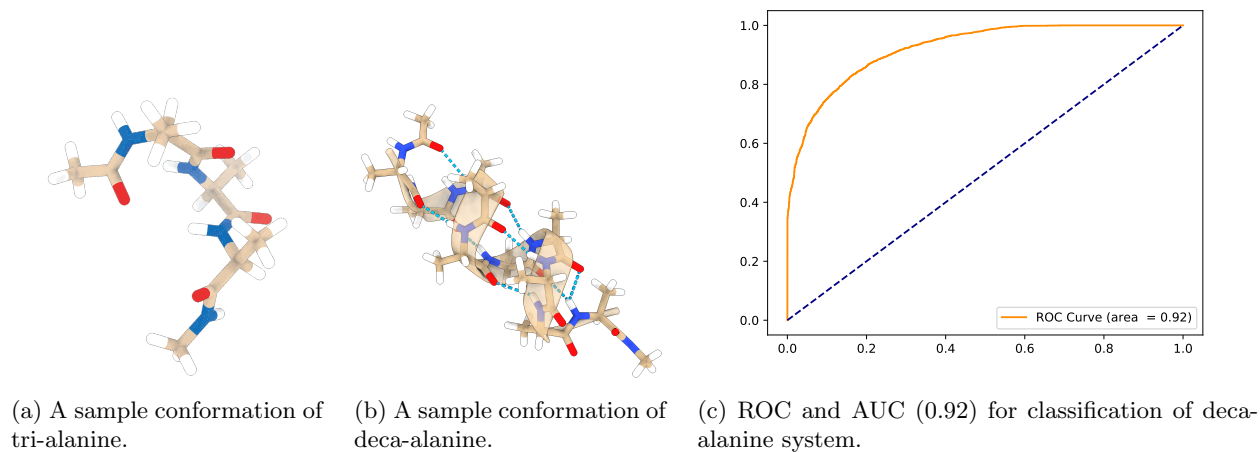 1.0
0.8
0.6
0.4
0.2
0.0
ROC Curve (area = 0.92)
0.0 0.2 0.4 0.6 0.8 1.0
(a) A sample conformation of
tri-alanine.
(b) A sample conformation of
deca-alanine.
(c) ROC and AUC (0.92) for classification of deca-
alanine system.